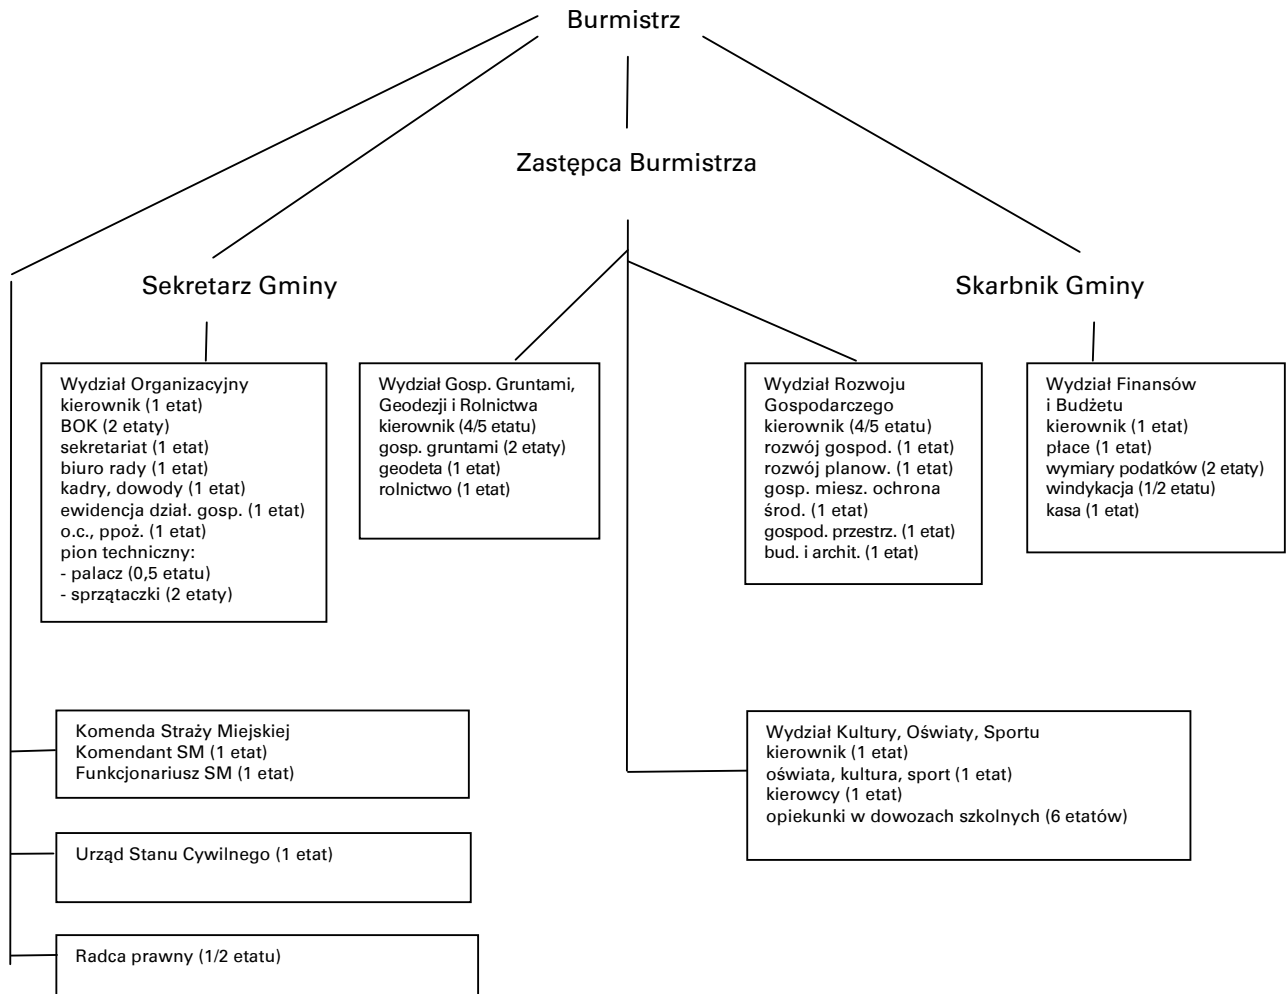 Burmistrz
Zastępca Burmistrza
Sekretarz Gminy
Skarbnik Gminy
Wydział Organizacyjny
kierownik (1 etat)
BOK (2 etaty)
sekretariat (1 etat)
biuro rady (1 etat)
kadry, dowody (1 etat)
ewidencja dział. gosp. (1 etat)
o.c., ppoż. (1 etat)
pion techniczny:
- palacz (0,5 etatu)
- sprzątaczki (2 etaty)
Wydział Gosp. Gruntami,
Geodezji i Rolnictwa
kierownik (4/5 etatu)
gosp. gruntami (2 etaty)
geodeta (1 etat)
rolnictwo (1 etat)
Wydział Rozwoju
Gospodarczego
kierownik (4/5 etatu)
rozwój gospod. (1 etat)
rozwój planow. (1 etat)
gosp. miesz. ochrona
środ. (1 etat)
gospod. przestrz. (1 etat)
bud. i archit. (1 etat)
Wydział Finansów
i Budżetu
kierownik (1 etat)
płace (1 etat)
wymiary podatków (2 etaty)
windykacja (1/2 etatu)
kasa (1 etat)
Komenda Straży Miejskiej
Komendant SM (1 etat)
Funkcjonariusz SM (1 etat)
Wydział Kultury, Oświaty, Sportu
kierownik (1 etat)
oświata, kultura, sport (1 etat)
kierowcy (1 etat)
opiekunki w dowozach szkolnych (6 etatów)
Urząd Stanu Cywilnego (1 etat)
Radca prawny (1/2 etatu)